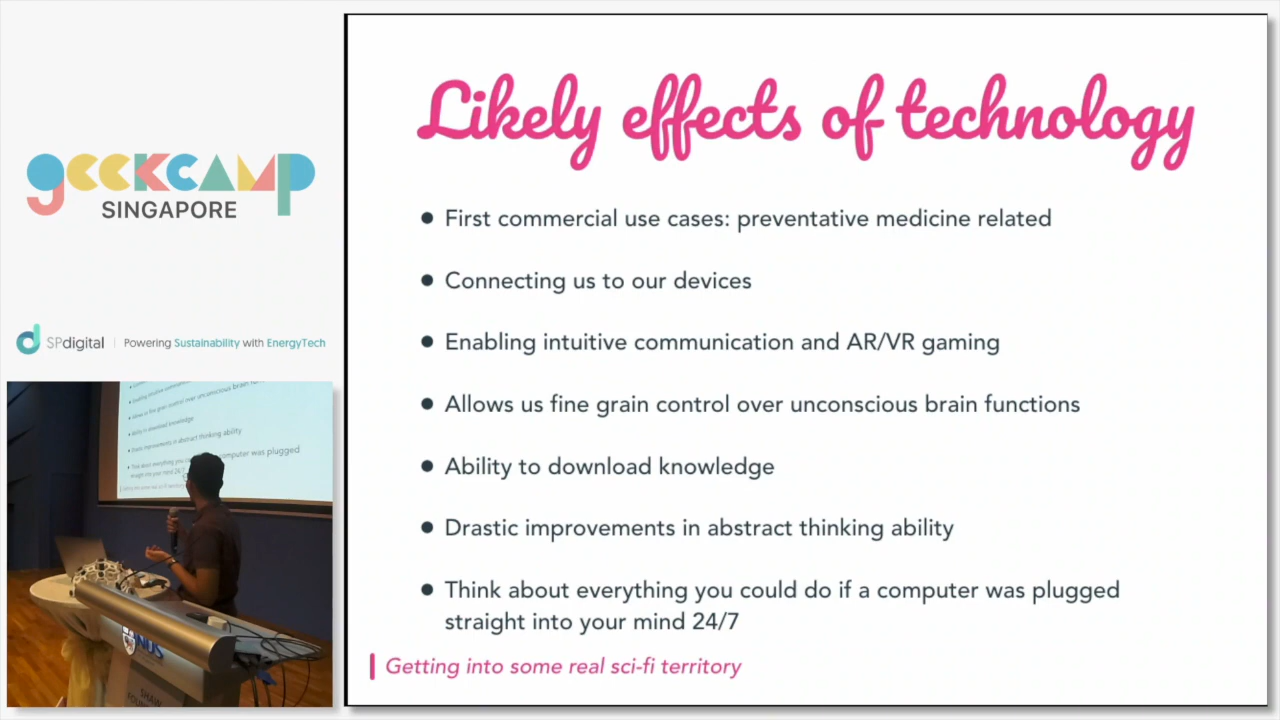 geekcamp
SINGAPORE
SPdigital | Powering Sustainability with EnergyTech
Likely effects of technology
• First commercial use cases: preventative medicine related
• Connecting us to our devices
• Enabling intuitive communication and AR/VR gaming
• Allows us fine grain control over unconscious brain functions
• Ability to download knowledge
• Drastic improvements in abstract thinking ability
• Think about everything you could do if a computer was plugged
straight into your mind 24/7
Getting into some real sci-fi territory
NUS
SHAW